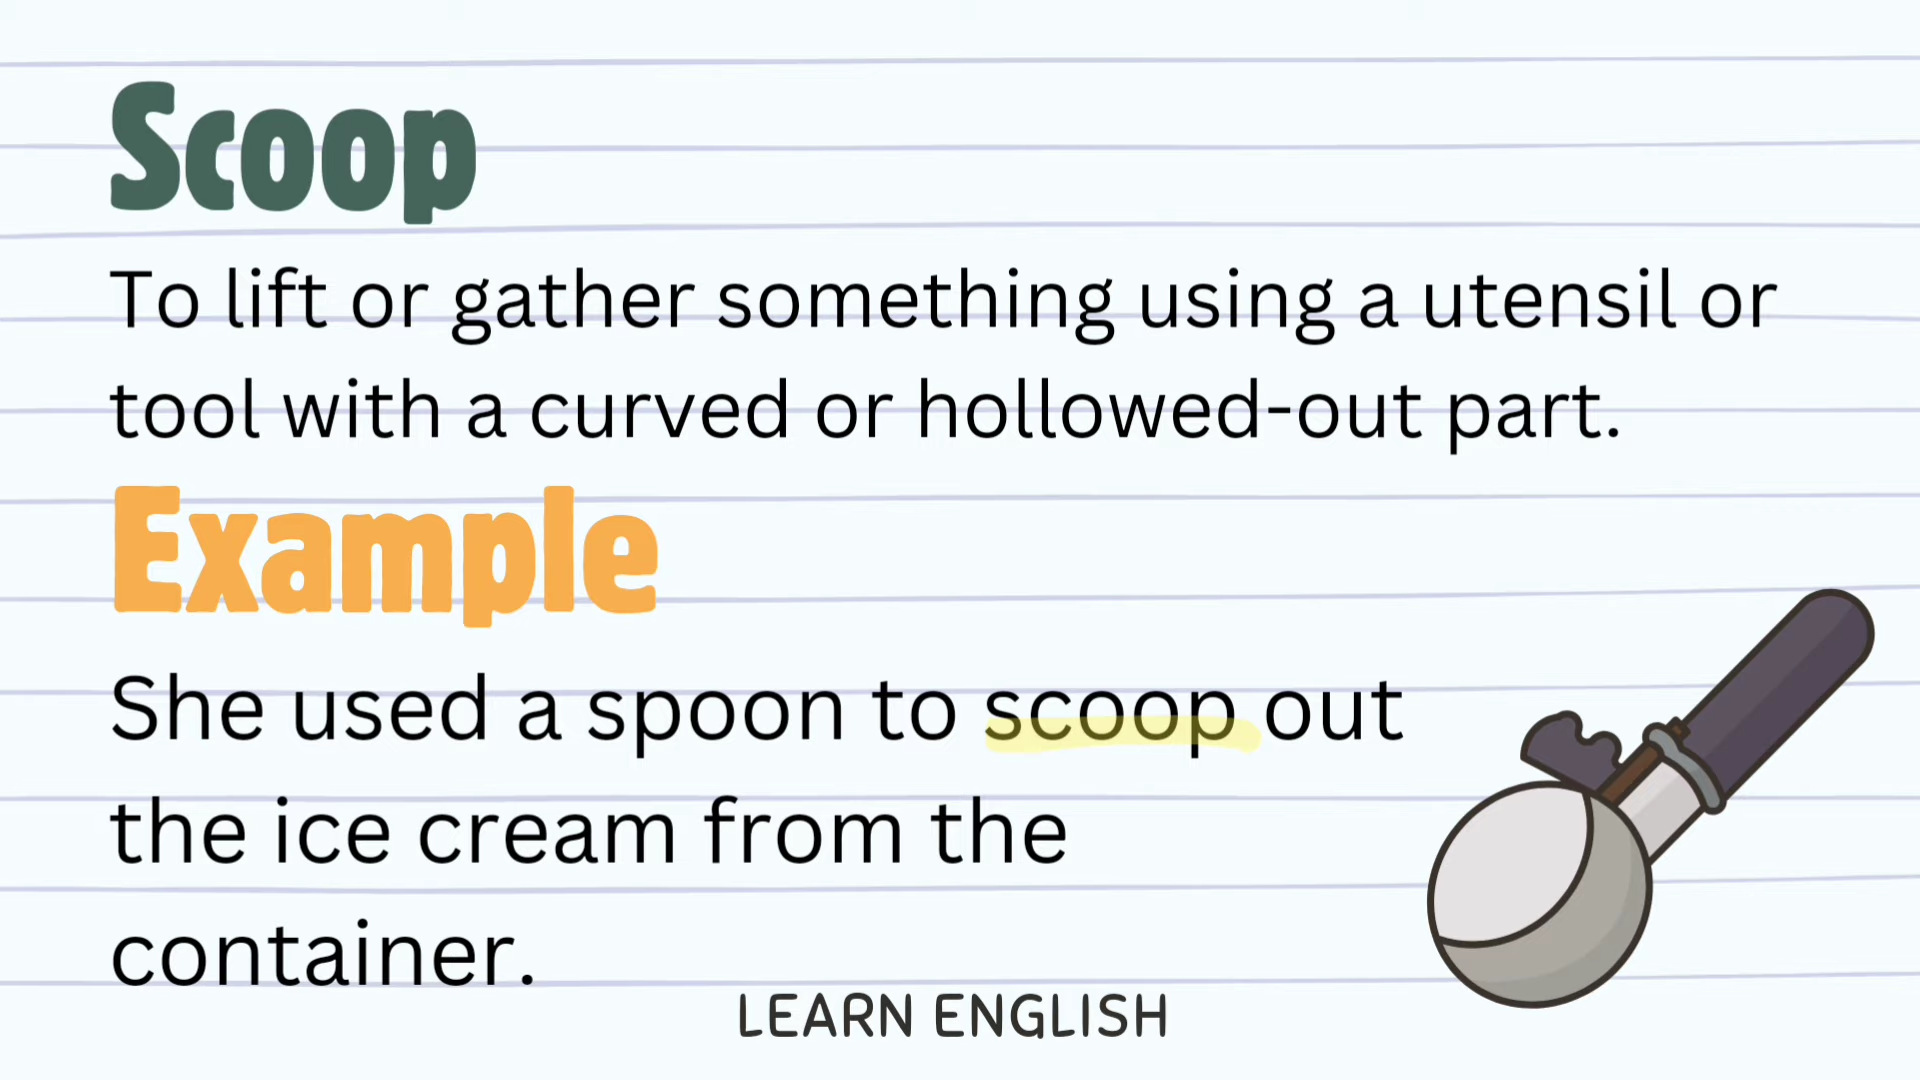 Scoop
To lift or gather something using a utensil or
tool with a curved or hollowed-out part.
Example
She used a spoon to scoop out
the ice cream from the
container.
LEARN ENGLISH